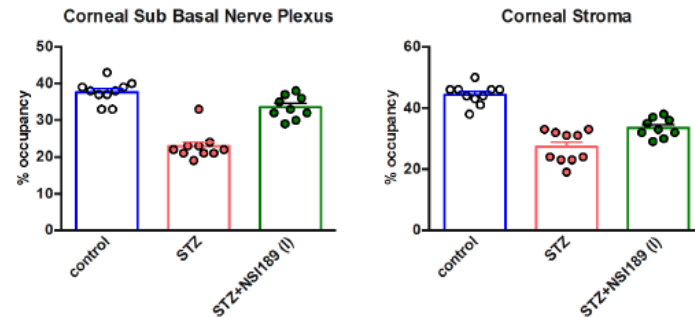 Corneal Sub Basal Nerve Plexus
50
40
30
20
10
0
% occupancy
control
STZ
STZ+NSI189 (I)
Corneal Stroma
60
40
20
0
% occupancy
control
STZ
STZ+NSI189 (I)